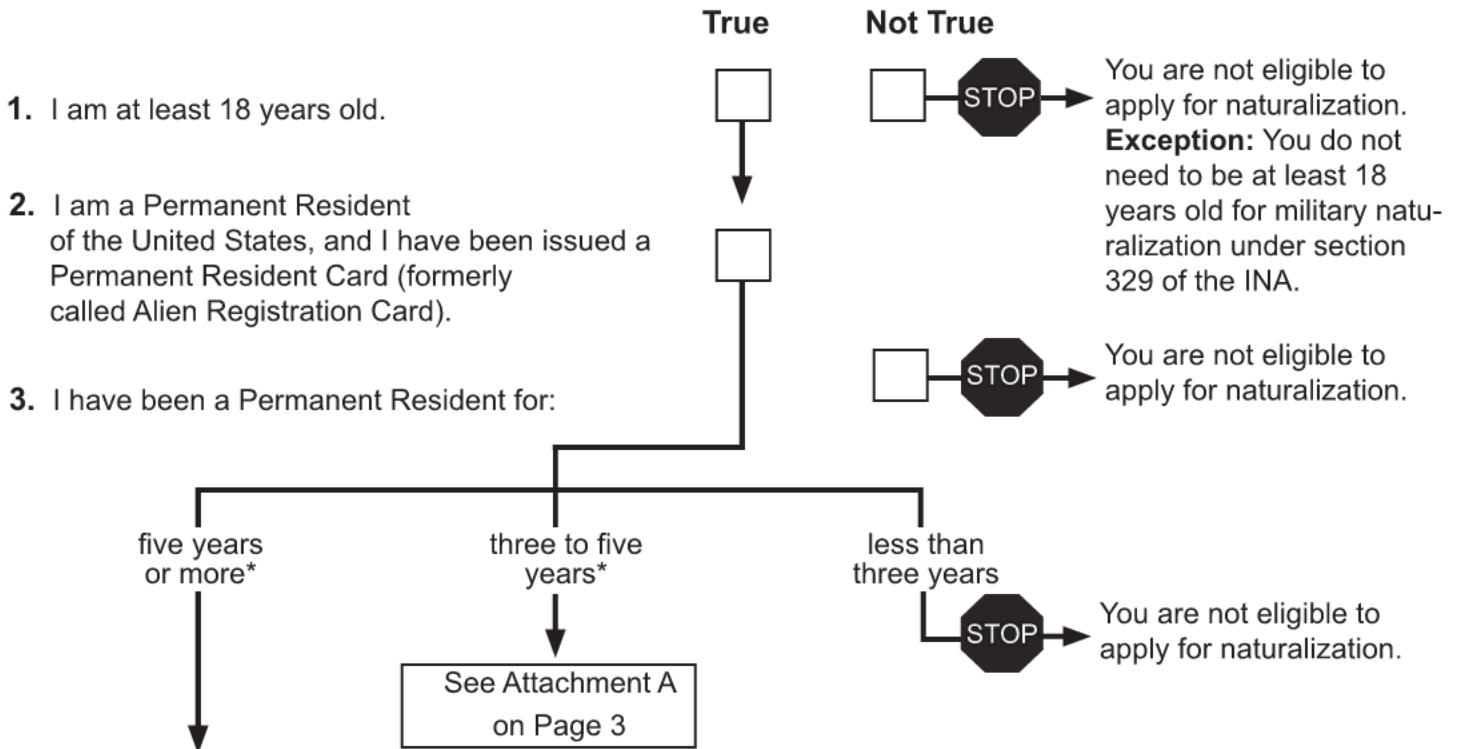 True Not True
1. I am at least 18 years old.
STOP
You are not eligible to
apply for naturalization.
Exception: You do not
need to be at least 18
years old for military natu-
ralization under section
329 of the INA.
2. I am a Permanent Resident
of the United States, and I have been issued a
Permanent Resident Card (formerly
called Alien Registration Card).
STOP
You are not eligible to
apply for naturalization.
3. I have been a Permanent Resident for:
five years
or more*
three to five
years*
See Attachment A
on Page 3
less than
three years
STOP
You are not eligible to
apply for naturalization.